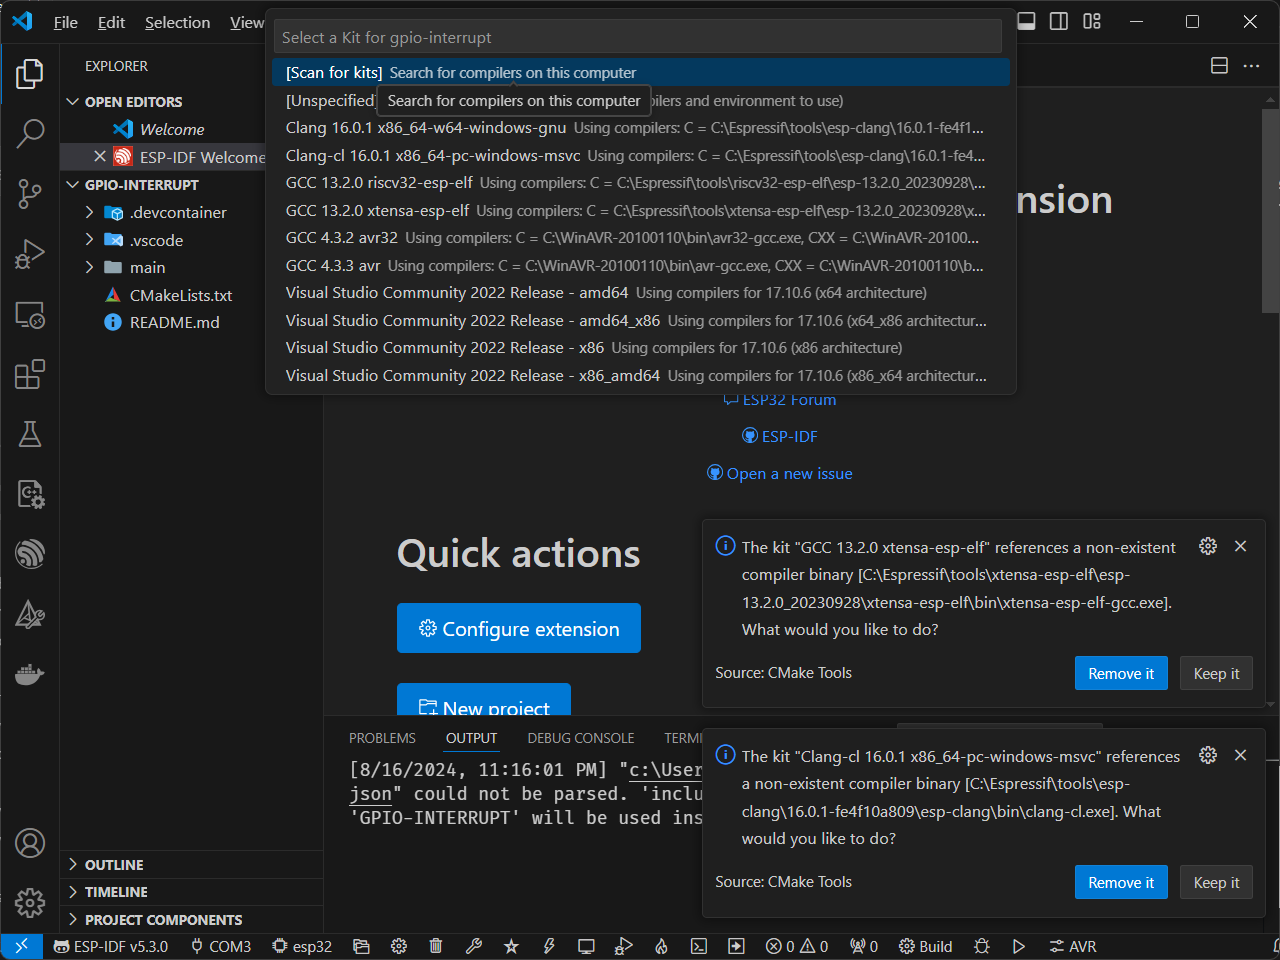 File Edit Selection View
Select a Kit for gpio-interrupt
[Scan for kits] Search for compilers on this computer
[Unspecified] pilers and environment to use)
Search for compilers on this computer
Clang 16.0.1 x86_64-w64-windows-gnu Using compilers: C = C:\Espressif\tools\esp-clang\16.0.1-fe4f1...
Clang-cl 16.0.1 x86_64-pc-windows-msvc Using compilers: C = C:\Espressif\tools\esp-clang\16.0.1-fe4...
GCC 13.2.0 riscv32-esp-elf Using compilers: C = C:\Espressif\tools\riscv32-esp-elf\esp-13.2.0_20230928\...
GCC 13.2.0 xtensa-esp-elf Using compilers: C = C:\Espressif\tools\xtensa-esp-elf\esp-13.2.0_20230928\x...
GCC 4.3.2 avr32 Using compilers: C = C:\WinAVR-20100110\bin\avr32-gcc.exe, CXX = C:\WinAVR-20100...
GCC 4.3.3 avr Using compilers: C = C:\WinAVR-20100110\bin\avr-gcc.exe, CXX = C:\WinAVR-20100110\b...
Visual Studio Community 2022 Release - amd64 Using compilers for 17.10.6 (x64 architecture)
Visual Studio Community 2022 Release - amd64_x86 Using compilers for 17.10.6 (x64_x86 architectur...
Visual Studio Community 2022 Release - x86 Using compilers for 17.10.6 (x86 architecture)
Visual Studio Community 2022 Release - x86_amd64 Using compilers for 17.10.6 (x86_x64 architectur...
EXPLORER
OPEN EDITORS
Welcome
ESP-IDF Welcome
GPIO-INTERRUPT
.devcontainer
.vscode
main
CMakeLists.txt
README.md
OUTLINE
TIMELINE
PROJECT COMPONENTS
nsion
ESP32 Forum
ESP-IDF
Open a new issue
Quick actions
Configure extension
New project
PROBLEMS OUTPUT DEBUG CONSOLE TERMI
[8/16/2024, 11:16:01 PM] "c:\User
json" could not be parsed. 'inclu
'GPIO-INTERRUPT' will be used ins
The kit "GCC 13.2.0 xtensa-esp-elf" references a non-existent
compiler binary [C:\Espressif\tools\xtensa-esp-elf\esp-
13.2.0_20230928\xtensa-esp-elf\bin\xtensa-esp-elf-gcc.exe].
What would you like to do?
Source: CMake Tools
Remove it Keep it
The kit "Clang-cl 16.0.1 x86_64-pc-windows-msvc" references
a non-existent compiler binary [C:\Espressif\tools\esp-
clang\16.0.1-fe4f10a809\esp-clang\bin\clang-cl.exe]. What
would you like to do?
Source: CMake Tools
Remove it Keep it
ESP-IDF v5.3.0 COM3 esp32 0 0 0 Build AVR